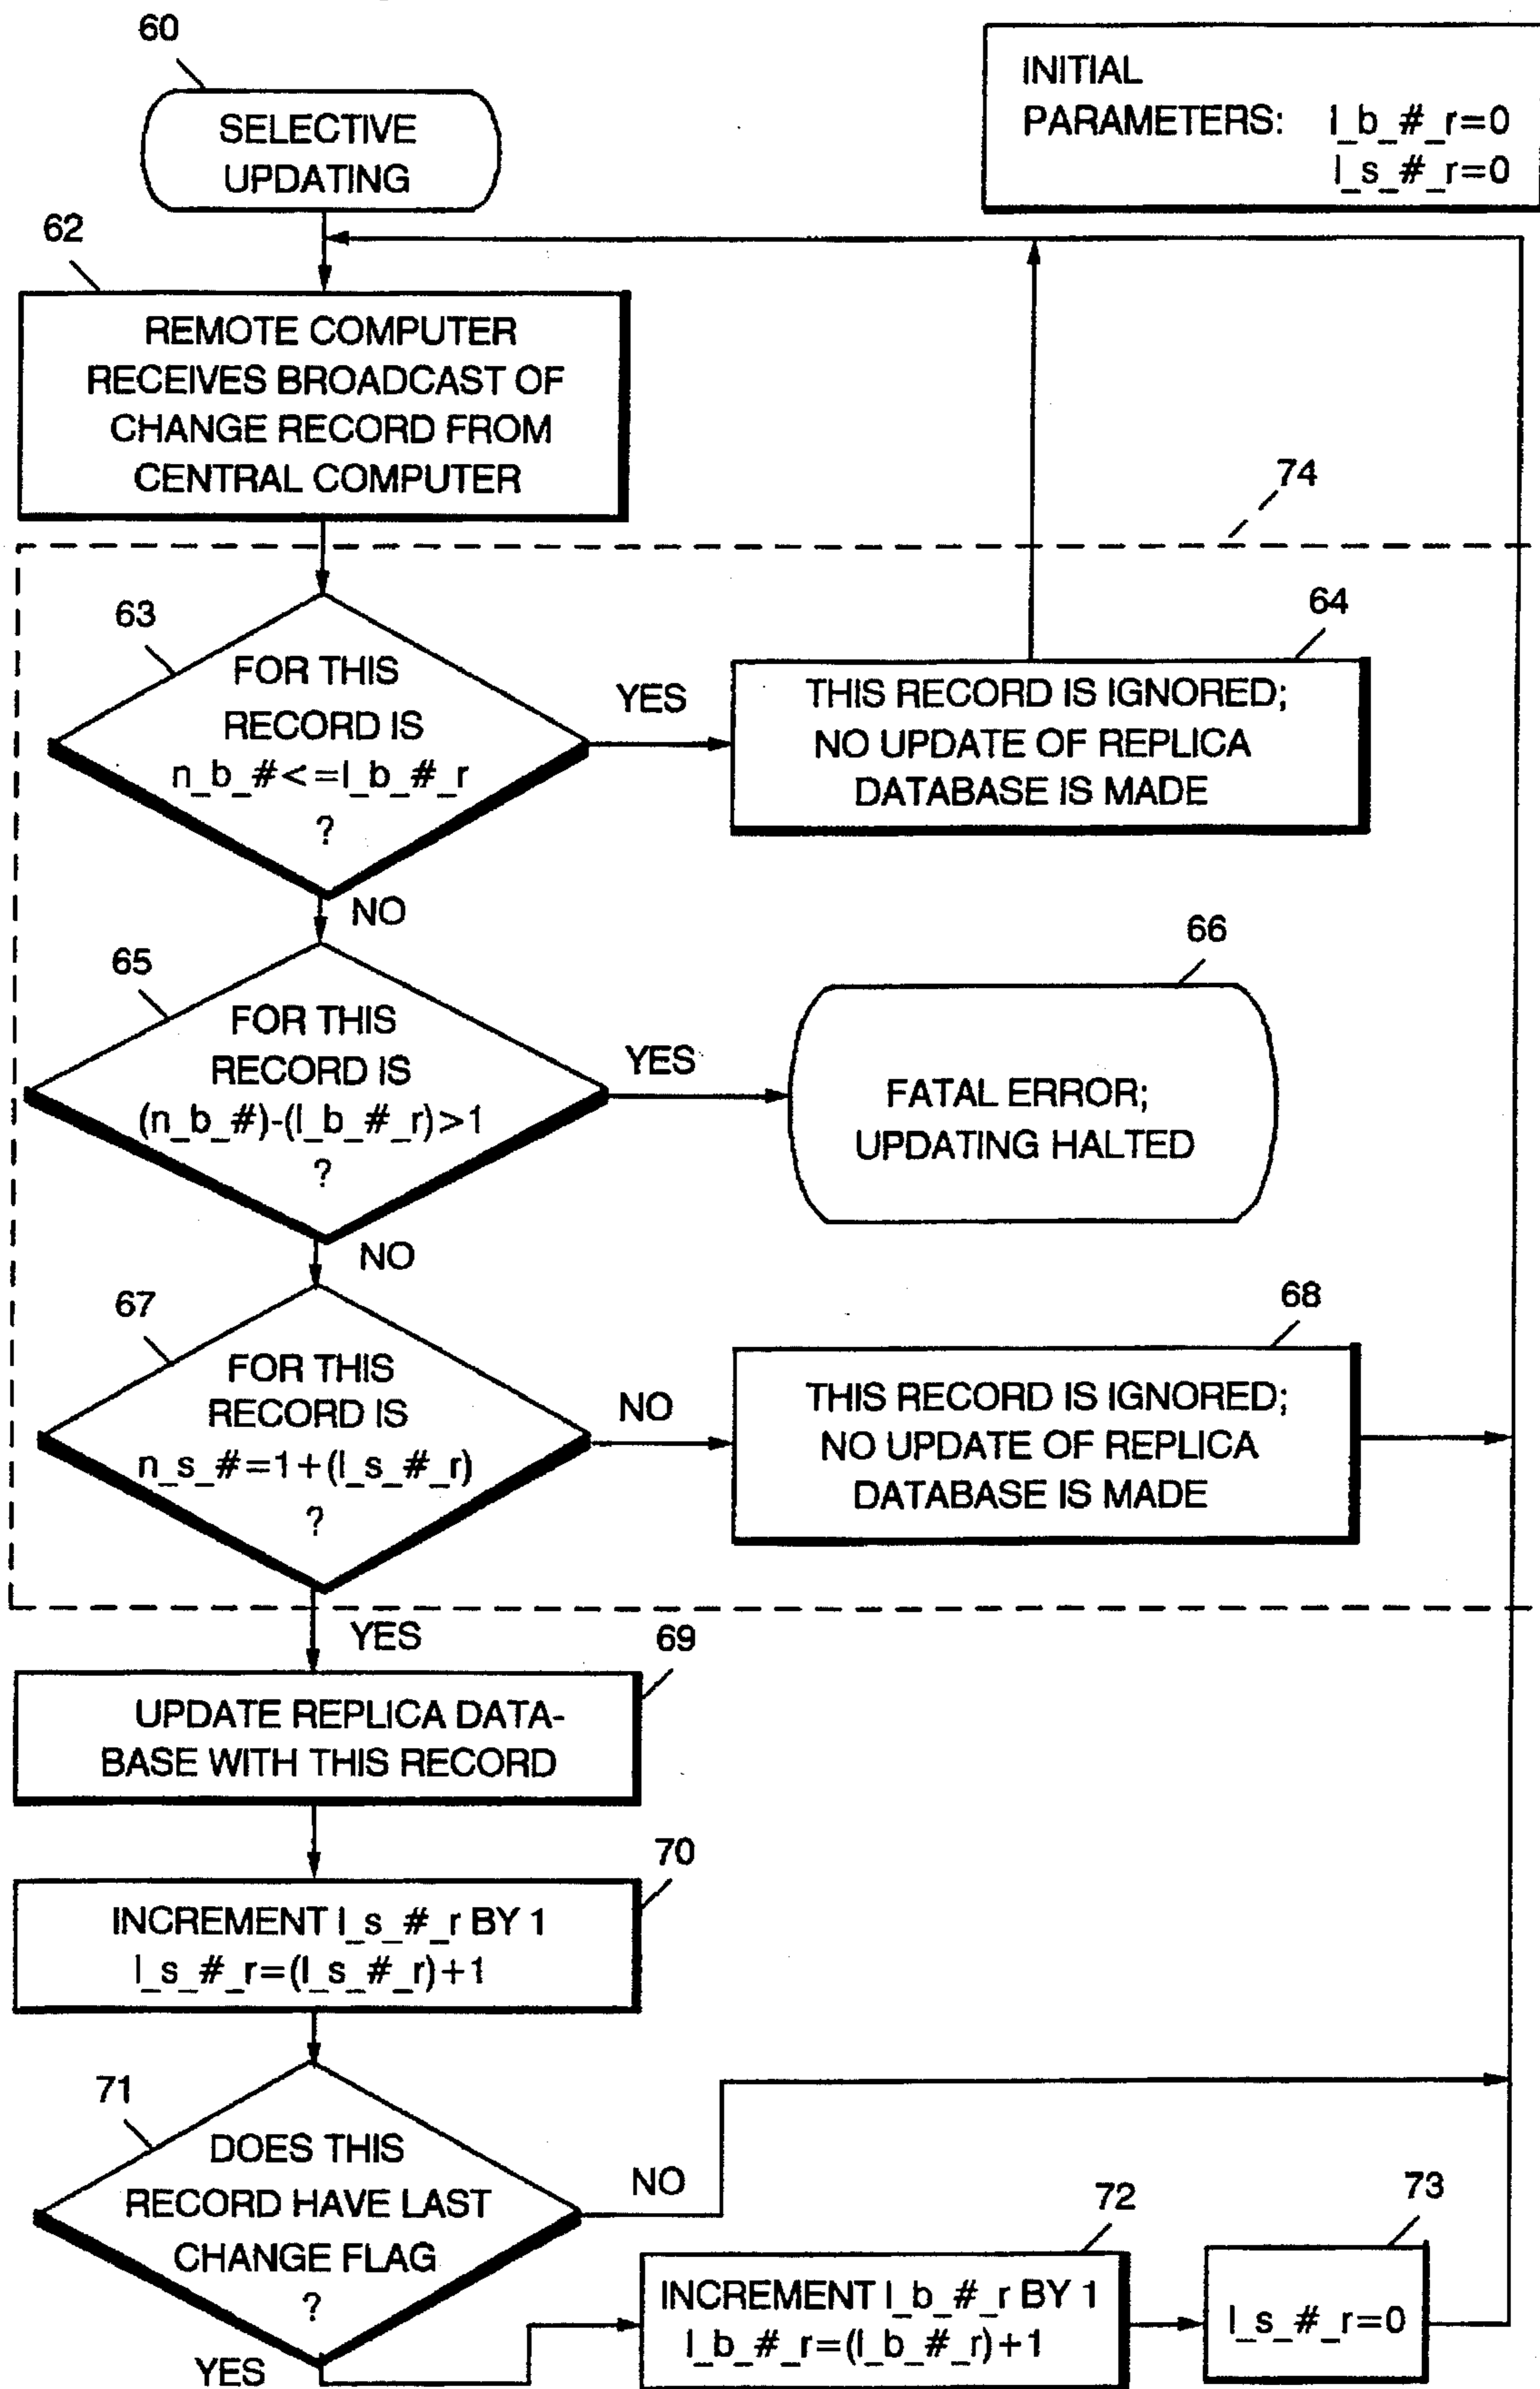 60
SELECTIVE
UPDATING
INITIAL
PARAMETERS: l_b_#_r=0
l_s_#_r=0
62
REMOTE COMPUTER
RECEIVES BROADCAST OF
CHANGE RECORD FROM
CENTRAL COMPUTER
74
63
FOR THIS
RECORD IS
n_b_#<=l_b_#_r
?
YES
64
THIS RECORD IS IGNORED;
NO UPDATE OF REPLICA
DATABASE IS MADE
NO
65
FOR THIS
RECORD IS
(n_b_#)-(l_b_#_r)>1
?
YES
66
FATAL ERROR;
UPDATING HALTED
NO
67
FOR THIS
RECORD IS
n_s_#=1+(l_s_#_r)
?
NO
68
THIS RECORD IS IGNORED;
NO UPDATE OF REPLICA
DATABASE IS MADE
YES
69
UPDATE REPLICA DATA-
BASE WITH THIS RECORD
70
INCREMENT l_s_#_r BY 1
l_s_#_r=(l_s_#_r)+1
71
DOES THIS
RECORD HAVE LAST
CHANGE FLAG
?
NO
YES
72
INCREMENT l_b_#_r BY 1
l_b_#_r=(l_b_#_r)+1
73
l_s_#_r=0